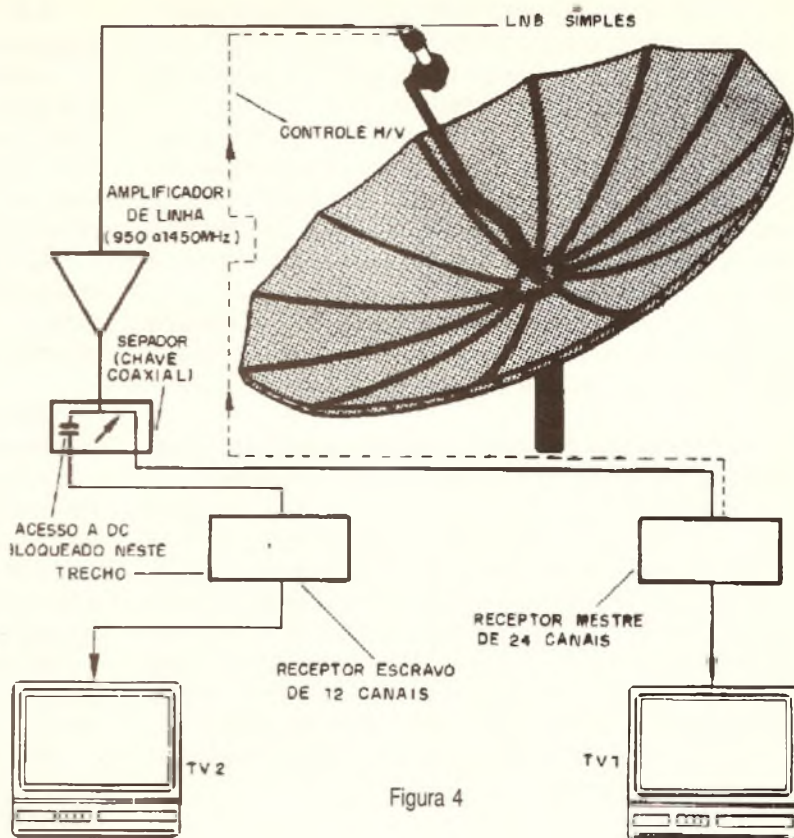 LNB SIMPLES
CONTROLE H/V
AMPLIFICADOR
DE LINHA
(950 a 1450MHz)
SEPADOR
(CHAVE
COAXIAL)
ACESSO A DC
BLOQUEADO NESTE
TRECHO
RECEPTOR ESCRAVO
DE 12 CANAIS
RECEPTOR MESTRE
DE 24 CANAIS
TV2
TV1
Figura 4